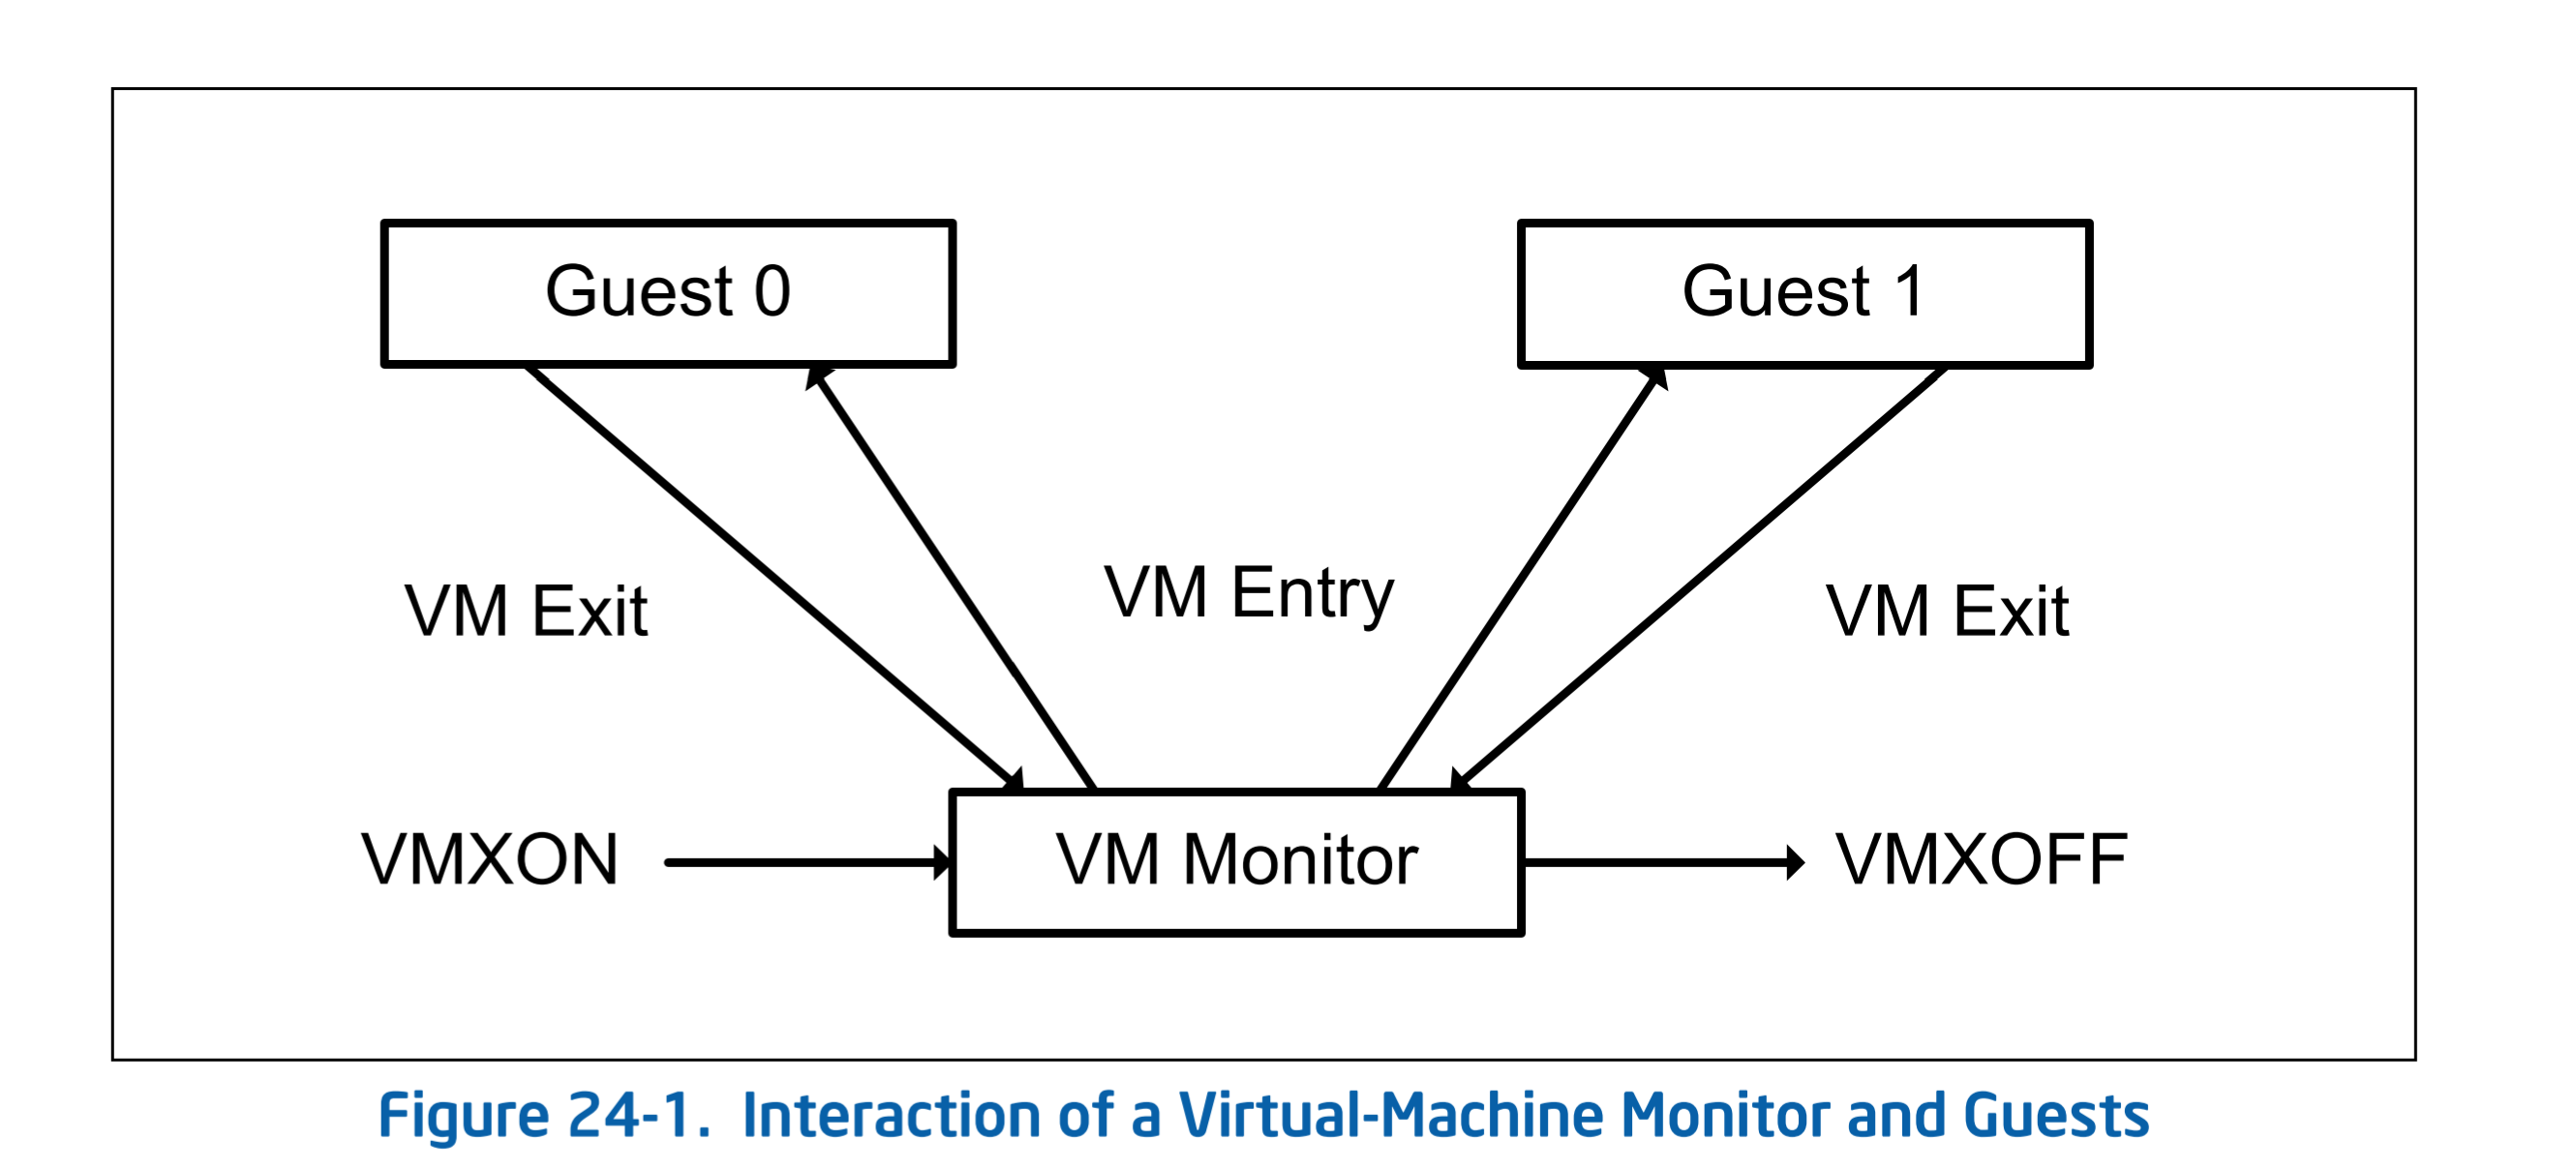 Guest 0
Guest 1
VM Exit
VM Entry
VM Exit
VMXON
VM Monitor
VMXOFF
Figure 24-1. Interaction of a Virtual-Machine Monitor and Guests